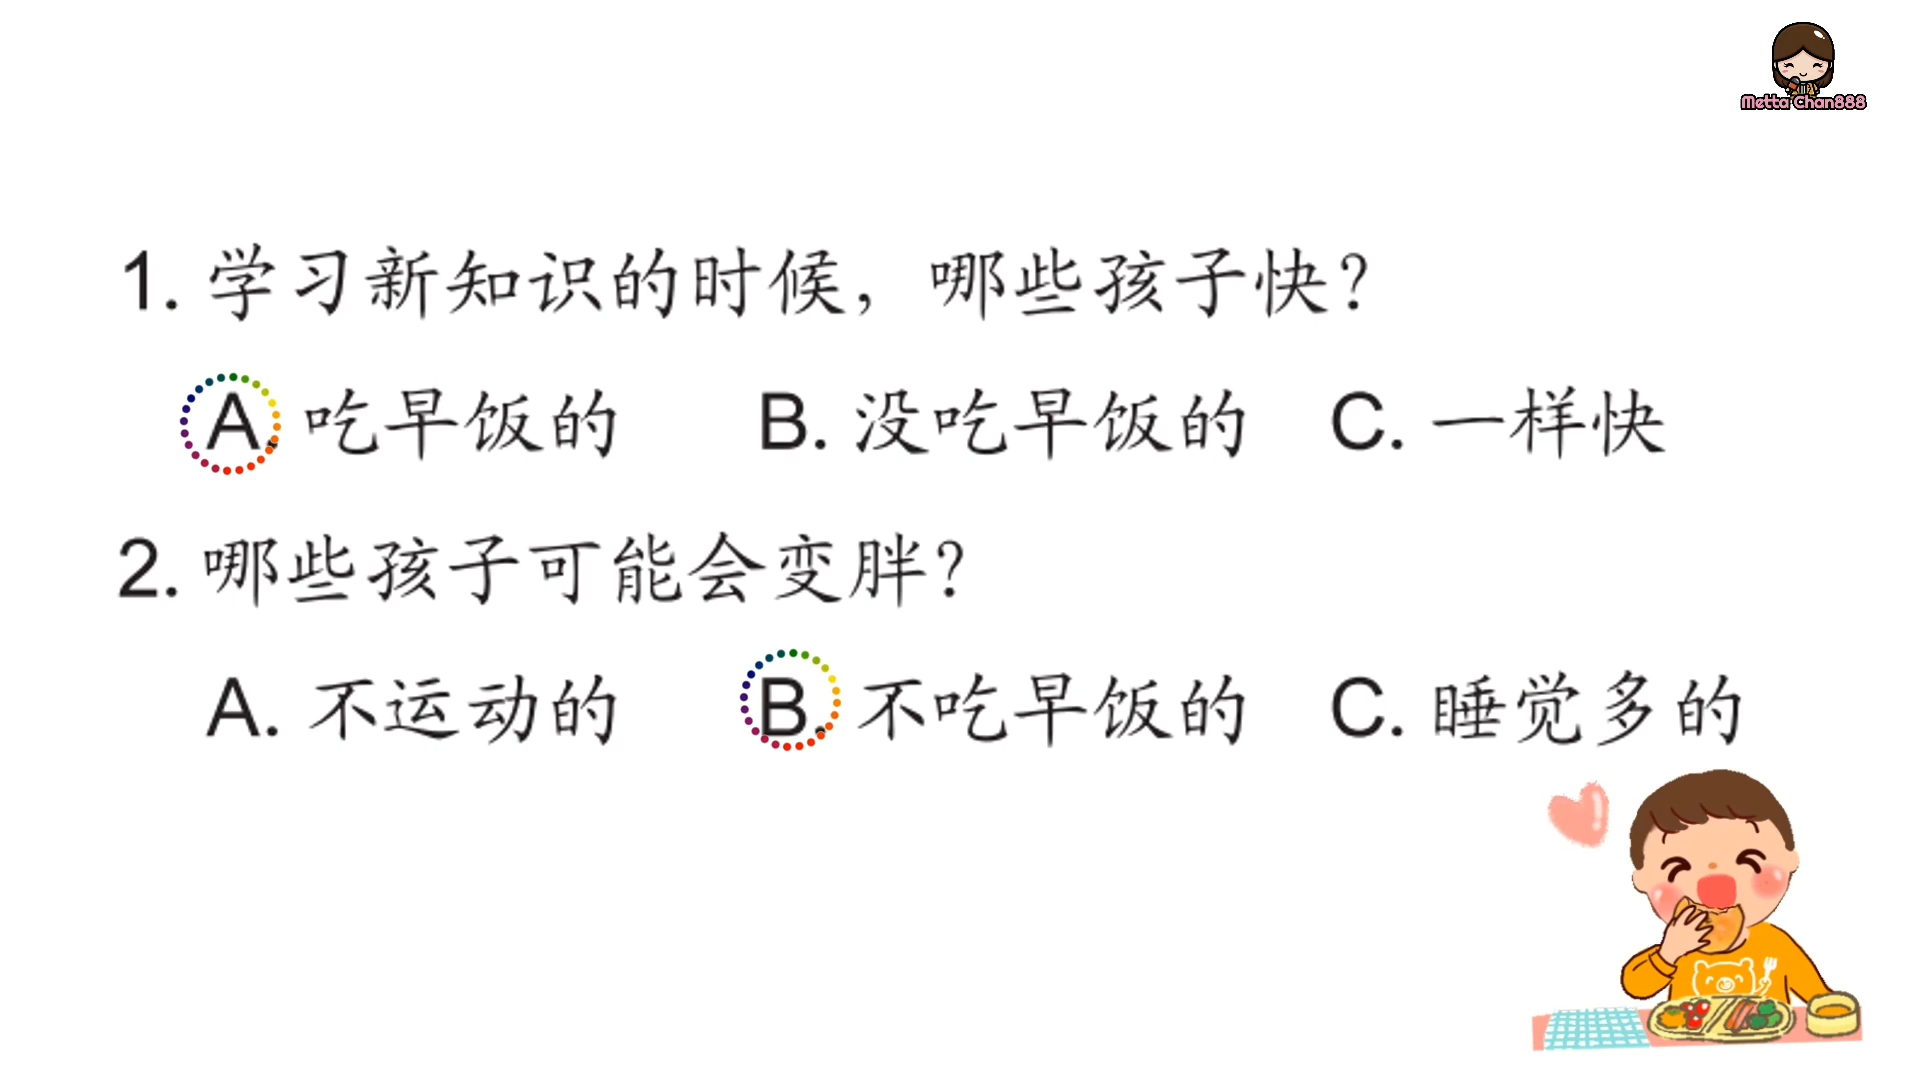 Metta Chan888
1. 学习新知识的时候，哪些孩子快？
A. 吃早饭的 B. 没吃早饭的 C. 一样快
2. 哪些孩子可能会变胖？
A. 不运动的 B. 不吃早饭的 C. 睡觉多的